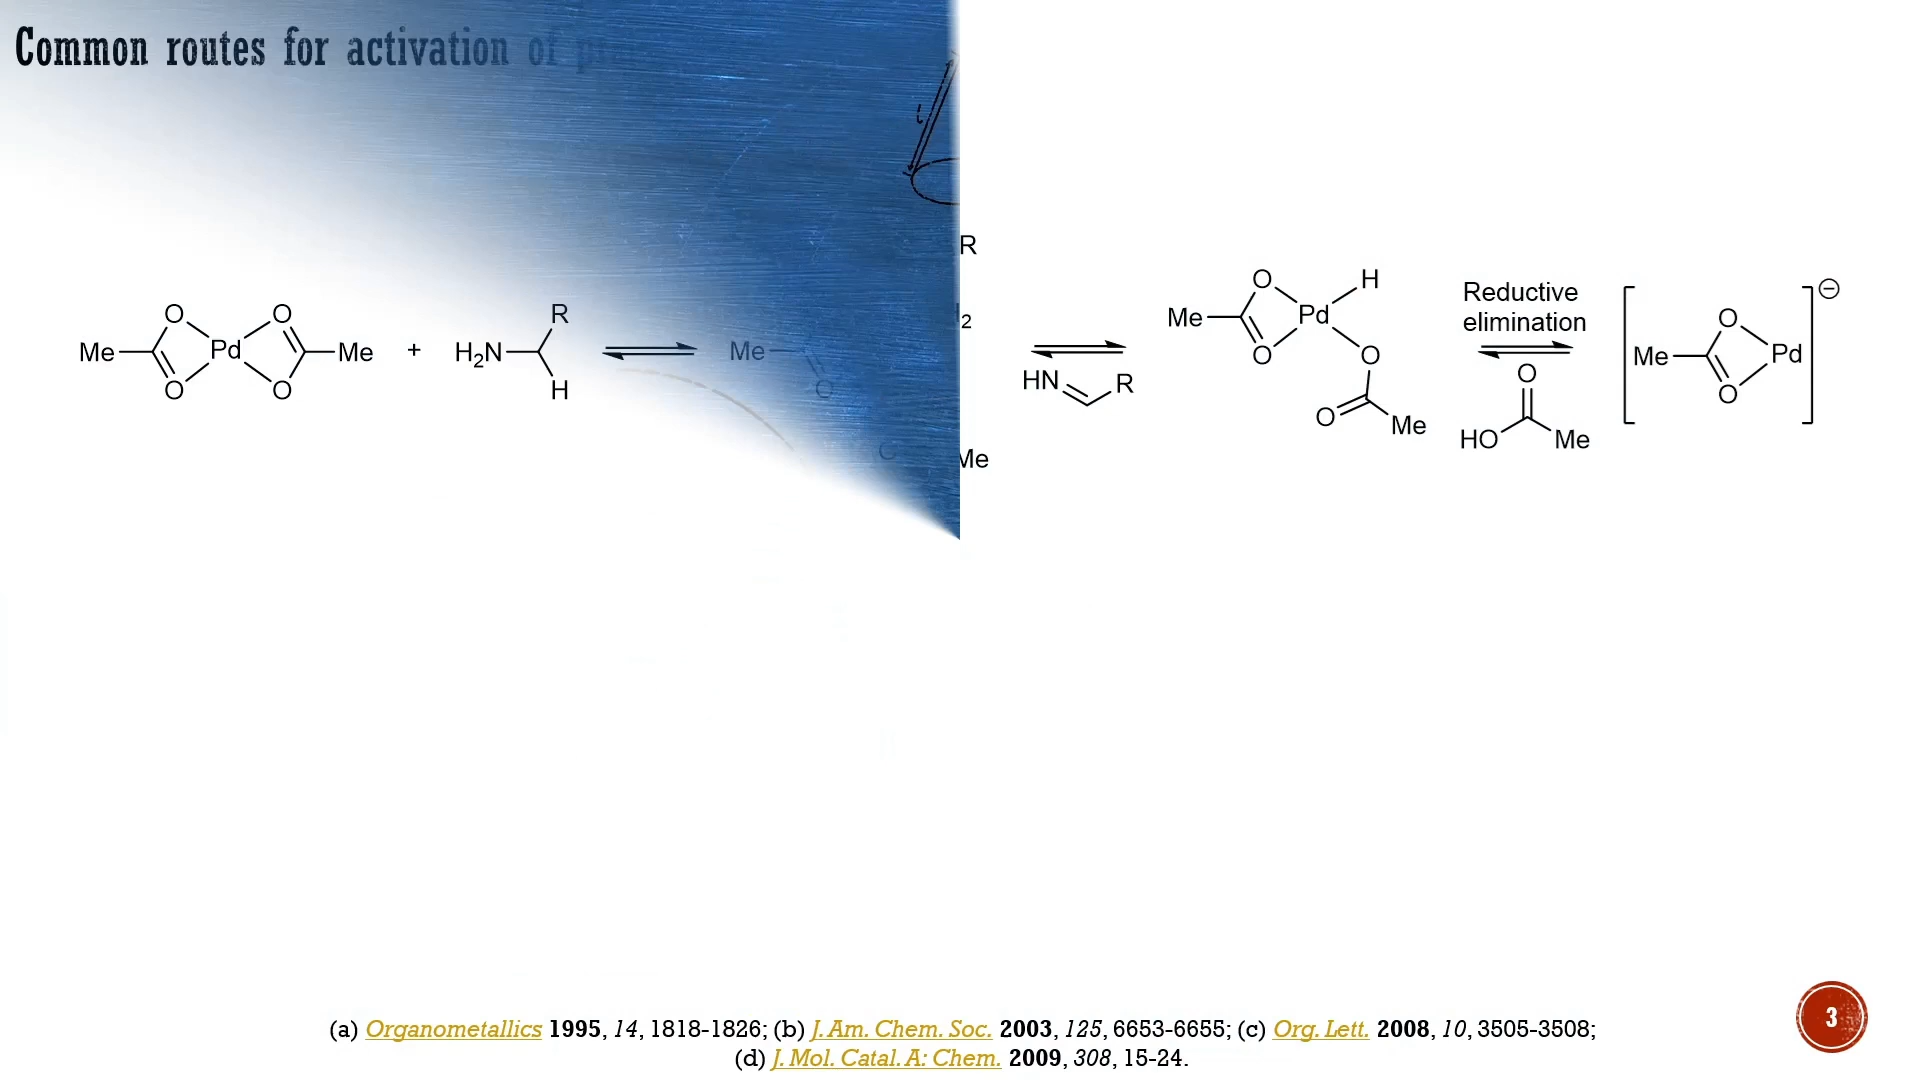 Common routes for activation of
R
O O Me Pd O O Me + H2N R H Me O
2
Me
HN R
Me O O Pd H O O Me
Reductive
elimination
O HO Me
Me O O Pd ⊖
(a) Organometallics 1995, 14, 1818-1826; (b) J. Am. Chem. Soc. 2003, 125, 6653-6655; (c) Org. Lett. 2008, 10, 3505-3508;
(d) J. Mol. Catal. A: Chem. 2009, 308, 15-24.
3